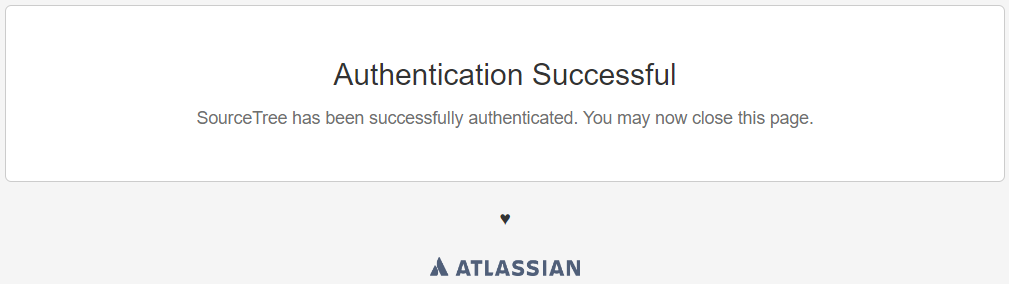 Authentication Successful
SourceTree has been successfully authenticated. You may now close this page.
♥
ATLASSIAN